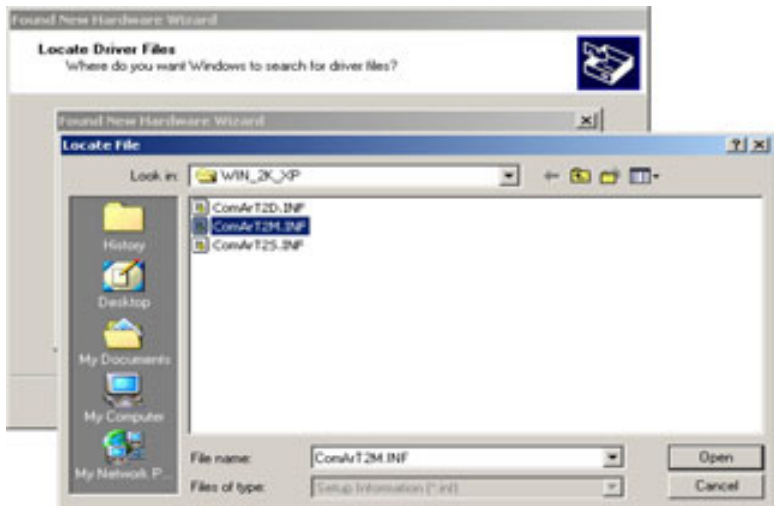 Found New Hardware Wizard
Locate Driver Files
Where do you want Windows to search for driver files?
Found New Hardware Wizard
Locate File
Look in:
WIN_2K_XP
ComArT2D.INF
ComArT2M.INF
ComArT2S.INF
History
Desktop
My Documents
My Computer
My Network P...
File name:
ComArT2M.INF
Open
Files of type:
Setup Information (*.inf)
Cancel